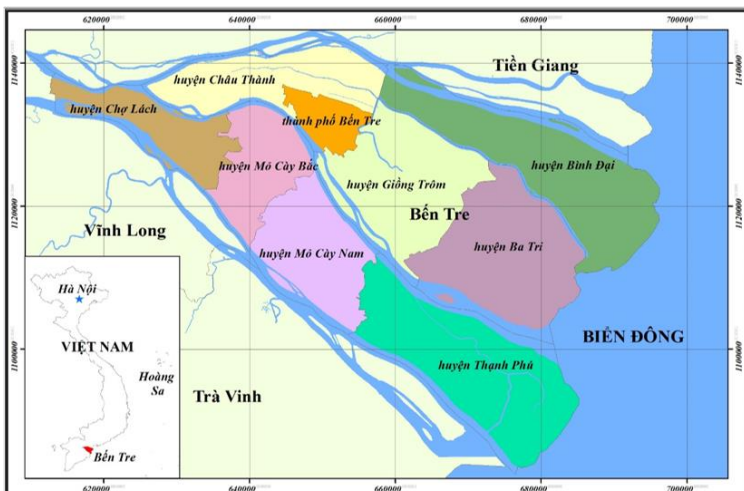 620000 640000 660000 680000 700000
1140000
1120000
1100000
Tiền Giang
huyện Châu Thành
huyện Chợ Lách
thành phố Bến Tre
huyện Mỏ Cày Bắc
huyện Bình Đại
huyện Giồng Trôm
Bến Tre
Vĩnh Long
huyện Ba Tri
huyện Mỏ Cày Nam
Hà Nội
VIỆT NAM
Hoàng
Sa
BIỂN ĐÔNG
huyện Thạnh Phú
Trà Vinh
Bến Tre
1140000
1120000
1100000
620000 640000 660000 680000 700000